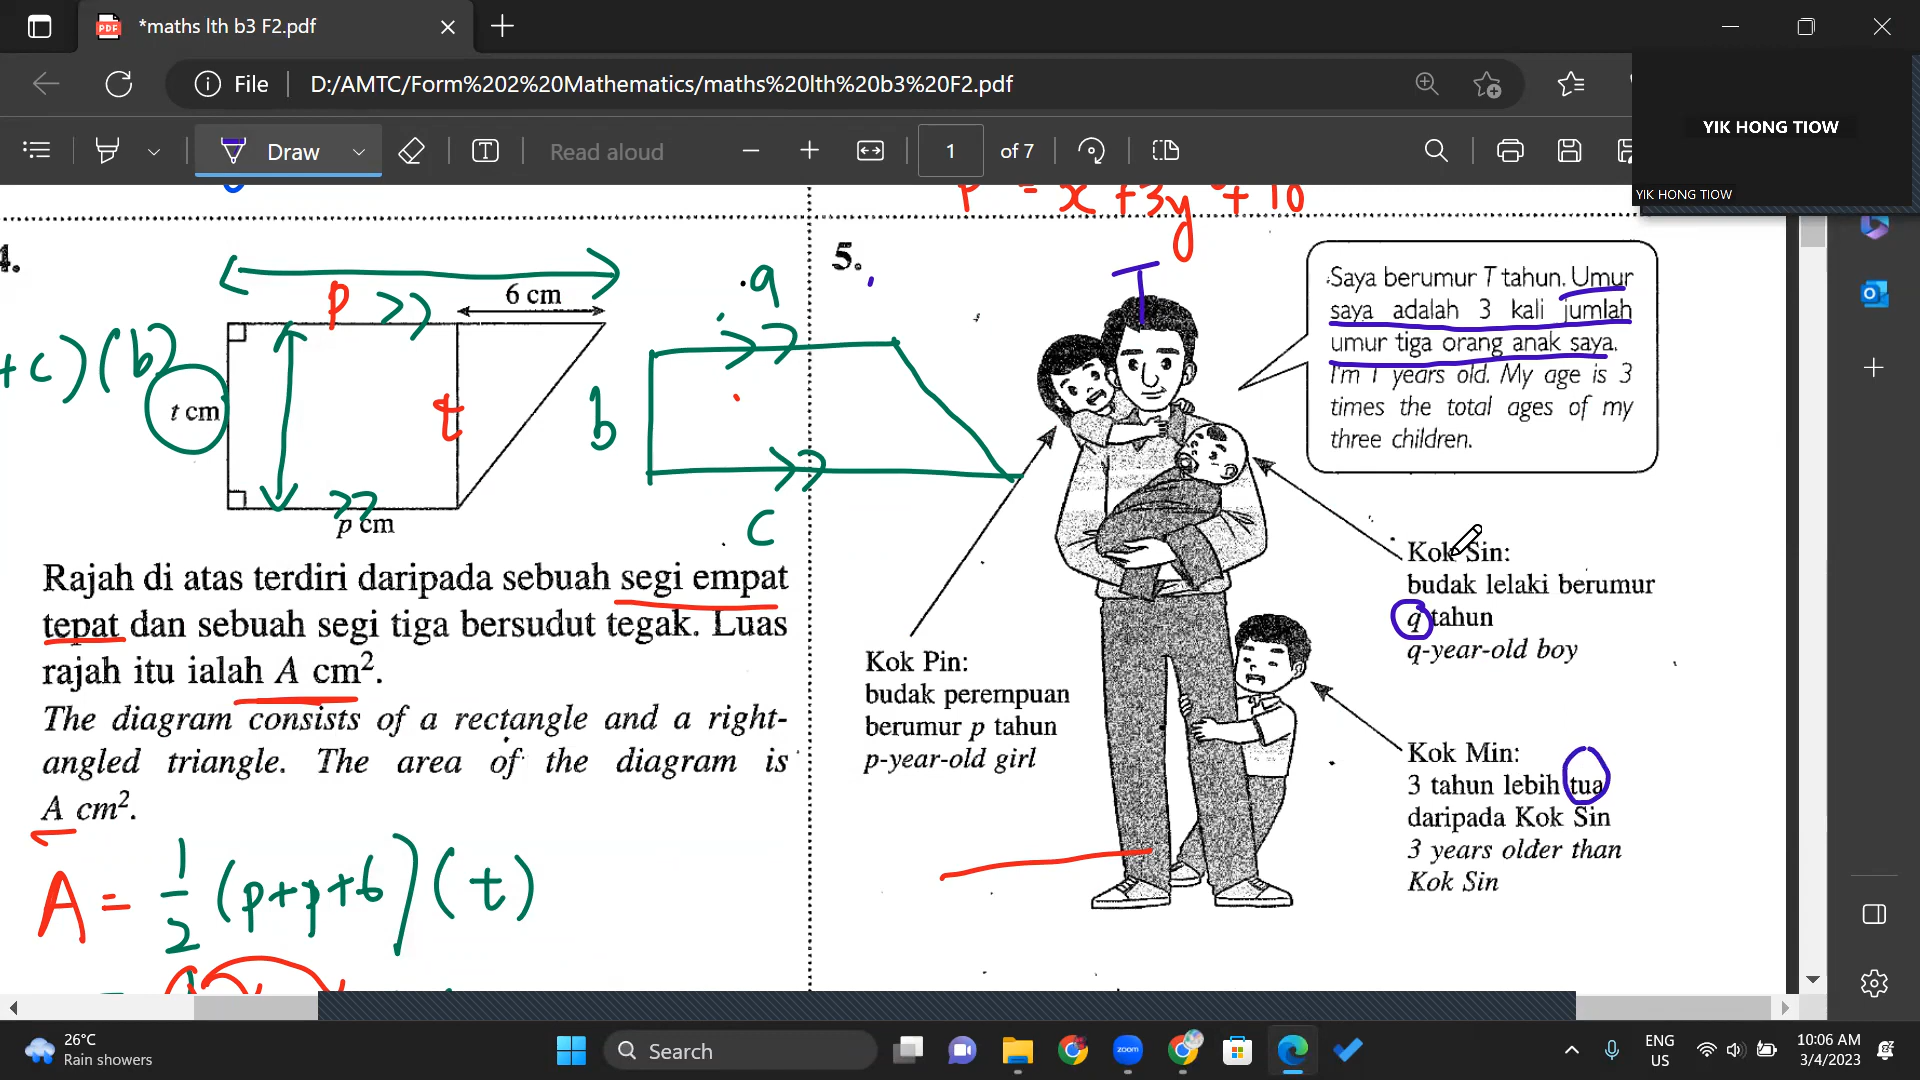 *maths lth b3 F2.pdf
File
D:/AMTC/Form%202%20Mathematics/maths%20lth%20b3%20F2.pdf
YIK HONG TIOW
YIK HONG TIOW
Draw
Read aloud
1
of 7
P = x + 3y + 10
4.
p
6 cm
+ c) (b)
t cm
t
p cm
a
b
c
Rajah di atas terdiri daripada sebuah segi empat
tepat dan sebuah segi tiga bersudut tegak. Luas
rajah itu ialah A cm².
The diagram consists of a rectangle and a right-
angled triangle. The area of the diagram is
A cm².
A = 1/2 (p+p+6)(t)
5.
T
Saya berumur T tahun. Umur
saya adalah 3 kali jumlah
umur tiga orang anak saya.
I'm T years old. My age is 3
times the total ages of my
three children.
Kok Sin:
budak lelaki berumur
q tahun
q-year-old boy
Kok Pin:
budak perempuan
berumur p tahun
p-year-old girl
Kok Min:
3 tahun lebih tua
daripada Kok Sin
3 years older than
Kok Sin
26°C
Rain showers
Search
zoom
ENG
US
10:06 AM
3/4/2023